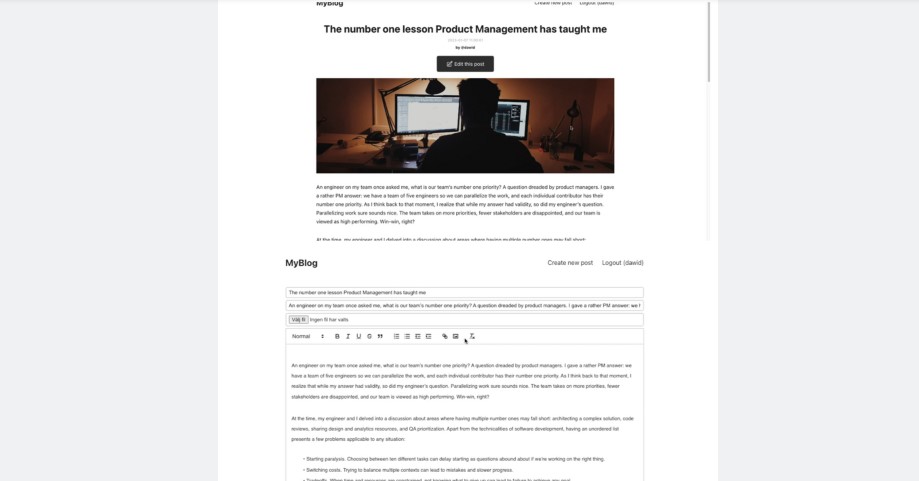 MyBlog
Create new post Logout (dawid)
The number one lesson Product Management has taught me
by @dawid
Edit this post
An engineer on my team once asked me, what is our team's number one priority? A question dreaded by product managers. I gave
a rather PM answer: we have a team of five engineers so we can parallelize the work, and each individual contributor has their
number one priority. As I think back to that moment, I realize that while my answer had validity, so did my engineer's question.
Parallelizing work sure sounds nice. The team takes on more priorities, fewer stakeholders are disappointed, and our team is
viewed as high performing. Win-win, right?
At the time, my engineer and I delved into a discussion about areas where having multiple number ones may fall short:
MyBlog
Create new post Logout (dawid)
The number one lesson Product Management has taught me
An engineer on my team once asked me, what is our team's number one priority? A question dreaded by product managers. I gave a rather PM answer: we
Välj fil Ingen fil har valts
Normal
An engineer on my team once asked me, what is our team's number one priority? A question dreaded by product managers. I gave a rather PM answer: we
have a team of five engineers so we can parallelize the work, and each individual contributor has their number one priority. As I think back to that moment, I
realize that while my answer had validity, so did my engineer's question. Parallelizing work sure sounds nice. The team takes on more priorities, fewer
stakeholders are disappointed, and our team is viewed as high performing. Win-win, right?
At the time, my engineer and I delved into a discussion about areas where having multiple number ones may fall short: architecting a complex solution, code
reviews, sharing design and analytics resources, and QA prioritization. Apart from the technicalities of software development, having an unordered list
presents a few problems applicable to any situation:
• Starting paralysis. Choosing between ten different tasks can delay starting as questions abound about if we're working on the right thing.
• Switching costs. Trying to balance multiple contexts can lead to mistakes and slower progress.